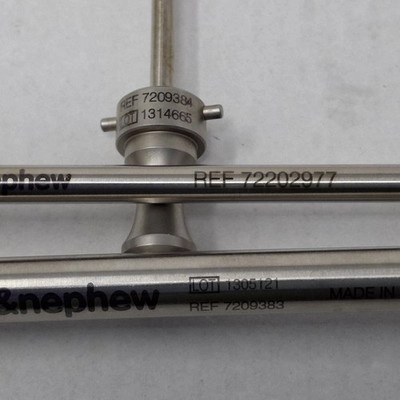 REF 7209384
LOT 1314665
nephew REF 72202977
&nephew LOT 1305121
REF 7209383 MADE IN